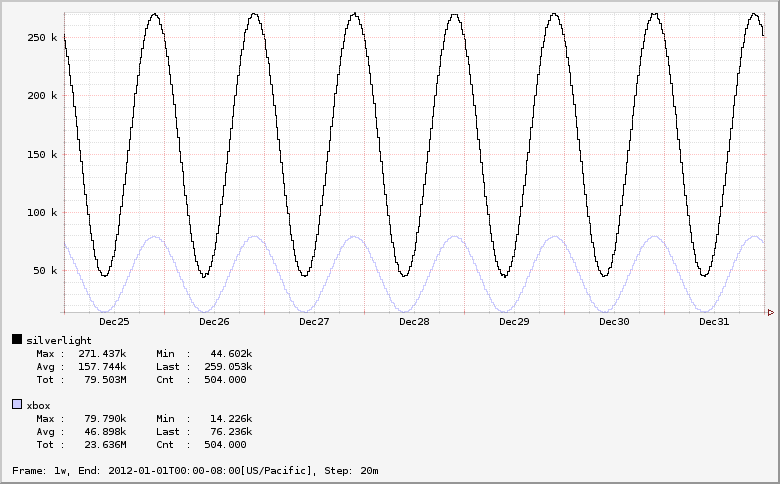 250 k
200 k
150 k
100 k
50 k
Dec25 Dec26 Dec27 Dec28 Dec29 Dec30 Dec31
silverlight
Max : 271.437k Min : 44.602k
Avg : 157.744k Last : 259.053k
Tot : 79.503M Cnt : 504.000
xbox
Max : 79.790k Min : 14.226k
Avg : 46.898k Last : 76.236k
Tot : 23.636M Cnt : 504.000
Frame: 1w, End: 2012-01-01T00:00-08:00[US/Pacific], Step: 20m